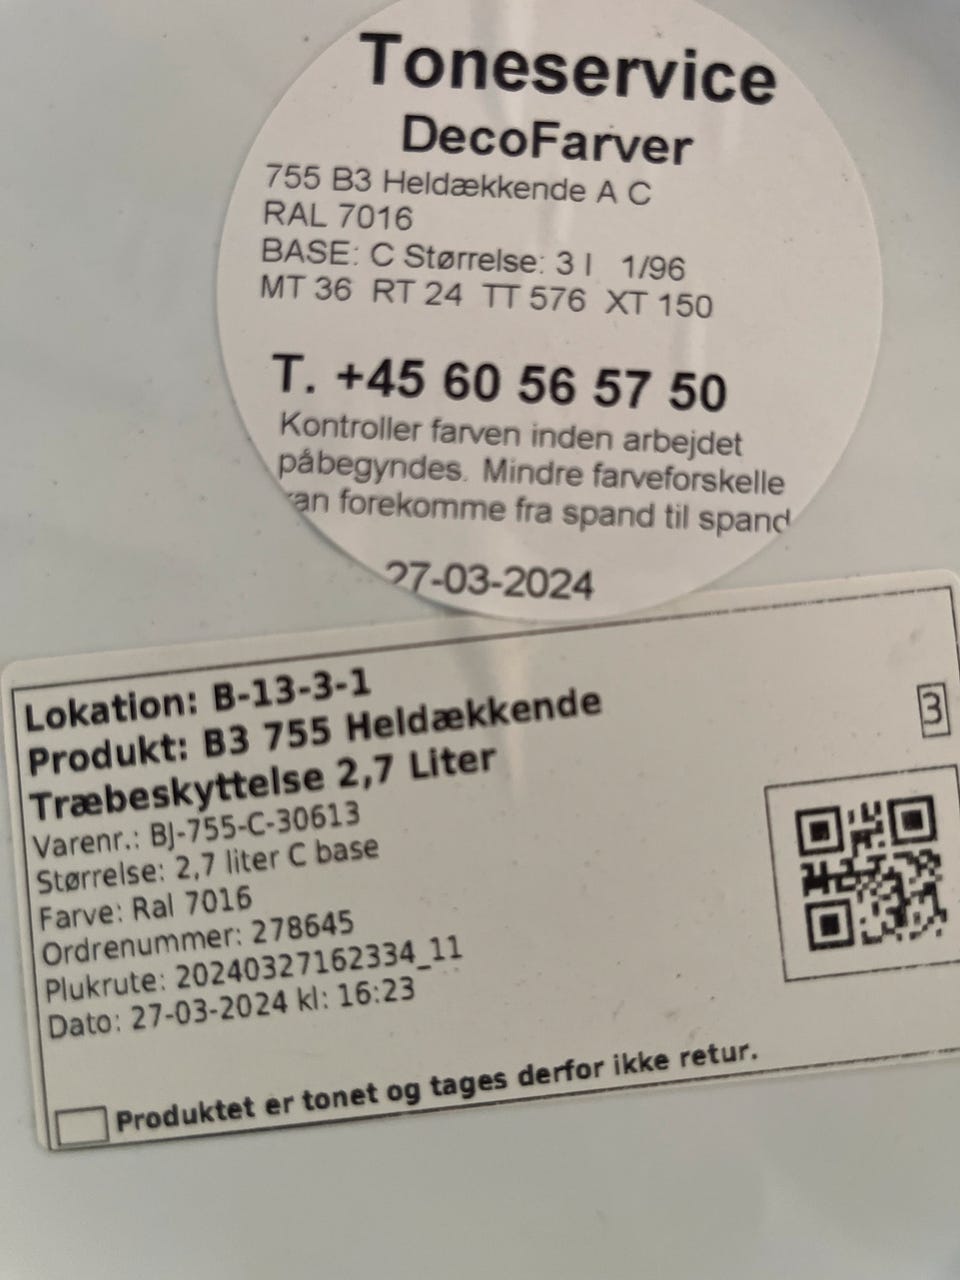 Toneservice
DecoFarver
755 B3 Heldækkende A C
RAL 7016
BASE: C Størrelse: 3 l 1/96
MT 36 RT 24 TT 576 XT 150
T. +45 60 56 57 50
Kontroller farven inden arbejdet
påbegyndes. Mindre farveforskelle
kan forekomme fra spand til spand
27-03-2024
Lokation: B-13-3-1
Produkt: B3 755 Heldækkende
Træbeskyttelse 2,7 Liter
3
Varenr.: BJ-755-C-30613
Størrelse: 2,7 liter C base
Farve: Ral 7016
Ordrenummer: 278645
Plukrute: 20240327162334_11
Dato: 27-03-2024 kl: 16:23
Produktet er tonet og tages derfor ikke retur.